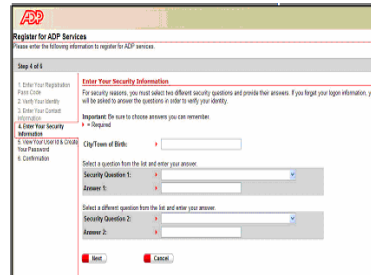 ADP
Register for ADP Services
Please enter the following information to register for ADP services.
Step 4 of 6
1. Enter Your Registration
Pass Code
2. Verify Your Identity
3. Enter Your Contact
Information
4. Enter Your Security
Information
5. View Your User Id & Create
Your Password
6. Confirmation
Enter Your Security Information
For security reasons, you must select two different security questions and provide their answers. If you forget your logon information, y
will be asked to answer the questions in order to verify your identity.
Important: Be sure to choose answers you can remember.
= Required
City/Town of Birth:
Select a question from the list and enter your answer.
Security Question 1:
Answer 1:
Select a different question from the list and enter your answer.
Security Question 2:
Answer 2:
Next
Cancel